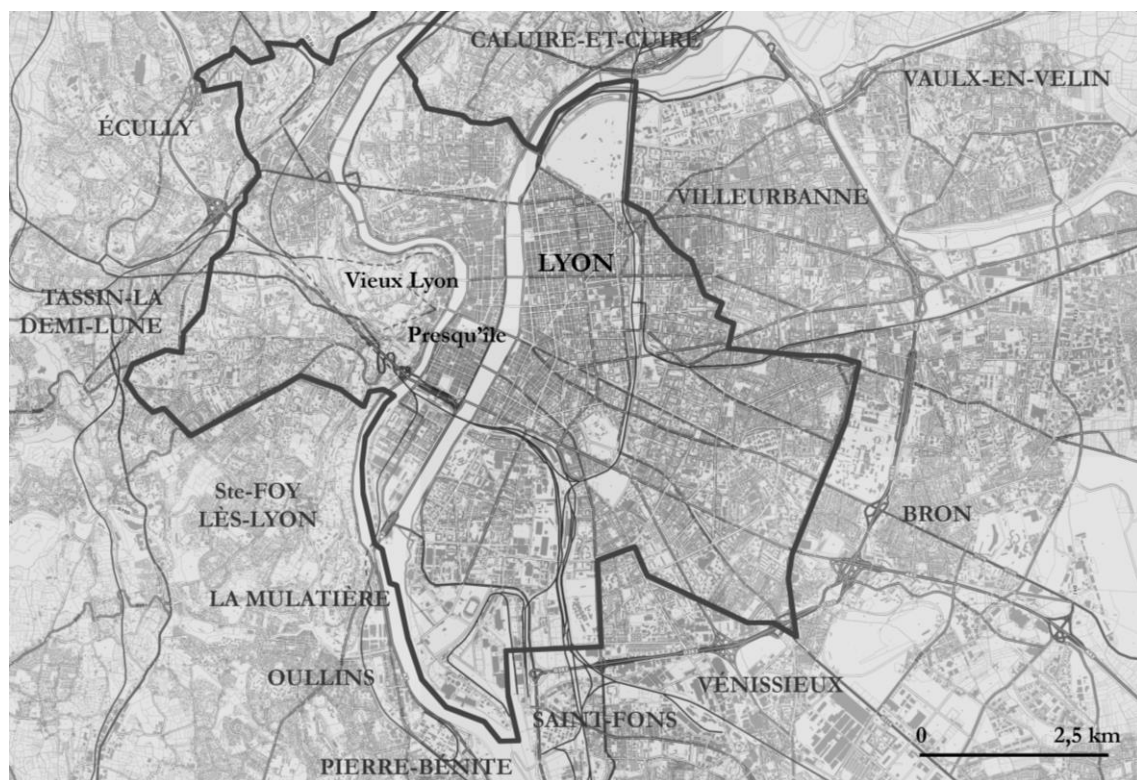 CALUIRE-ET-CUIRE
VAULX-EN-VELIN
ÉCULLY
VILLEURBANNE
LYON
Vieux Lyon
TASSIN-LA
DEMI-LUNE
Presqu'île
Ste-FOY
LÈS-LYON
BRON
LA MULATIÈRE
OULLINS
VÉNISSIEUX
SAINT-FONS
0 2,5 km
PIERRE-BÉNITE